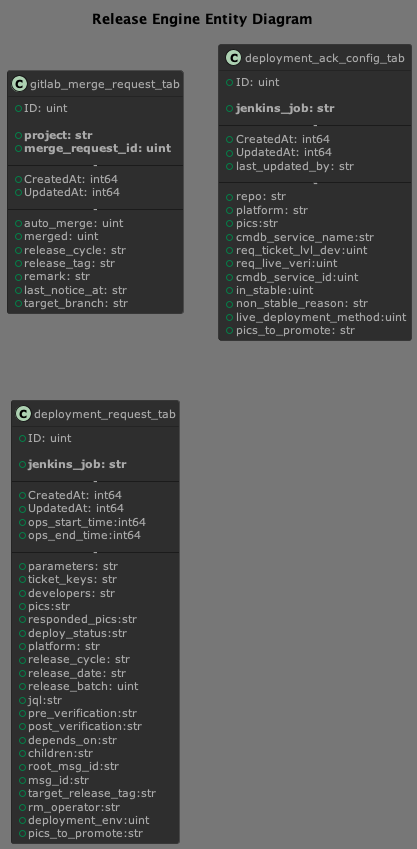 Release Engine Entity Diagram
C gitlab_merge_request_tab
ID: uint
project: str
merge_request_id: uint
-
CreatedAt: int64
UpdatedAt: int64
-
auto_merge: uint
merged: uint
release_cycle: str
release_tag: str
remark: str
last_notice_at: str
target_branch: str
C deployment_ack_config_tab
ID: uint
jenkins_job: str
-
CreatedAt: int64
UpdatedAt: int64
last_updated_by: str
-
repo: str
platform: str
pics:str
cmdb_service_name:str
req_ticket_lvl_dev:uint
req_live_veri:uint
cmdb_service_id:uint
in_stable:uint
non_stable_reason: str
live_deployment_method:uint
pics_to_promote: str
C deployment_request_tab
ID: uint
jenkins_job: str
-
CreatedAt: int64
UpdatedAt: int64
ops_start_time:int64
ops_end_time:int64
-
parameters: str
ticket_keys: str
developers: str
pics:str
responded_pics:str
deploy_status:str
platform: str
release_cycle: str
release_date: str
release_batch: uint
jql:str
pre_verification:str
post_verification:str
depends_on:str
children:str
root_msg_id:str
msg_id:str
target_release_tag:str
rm_operator:str
deployment_env:uint
pics_to_promote:str